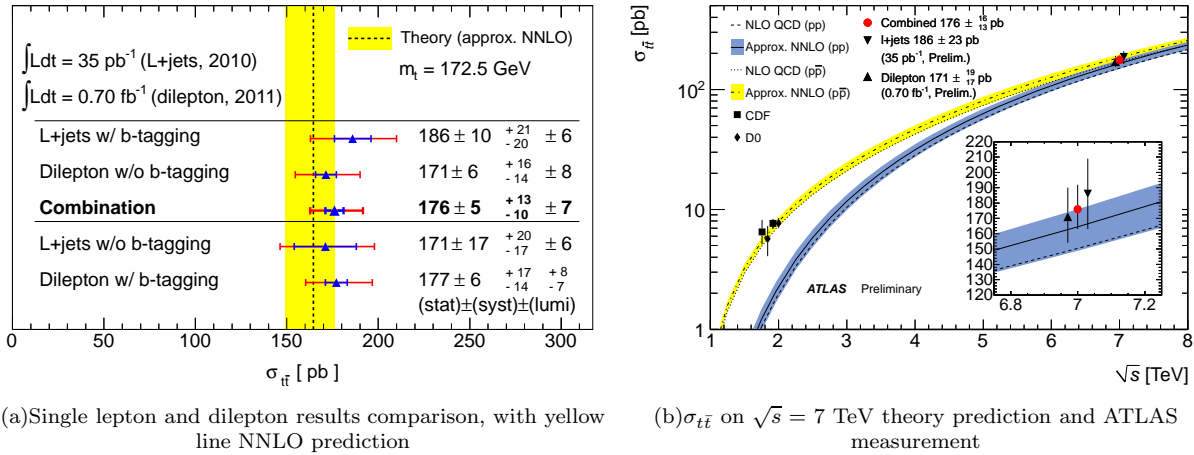 ∫Ldt = 35 pb⁻¹ (L+jets, 2010)
∫Ldt = 0.70 fb⁻¹ (dilepton, 2011)
Theory (approx. NNLO)
mₜ = 172.5 GeV
L+jets w/ b-tagging 186 ± 10 + 21 - 20 ± 6
Dilepton w/o b-tagging 171 ± 6 + 16 - 14 ± 8
Combination 176 ± 5 + 13 - 10 ± 7
L+jets w/o b-tagging 171 ± 17 + 20 - 17 ± 6
Dilepton w/ b-tagging 177 ± 6 + 17 - 14 + 8 - 7
(stat)±(syst)±(lumi)
0 50 100 150 200 250 300
σtt̄ [ pb ]
(a)Single lepton and dilepton results comparison, with yellow
line NNLO prediction
σtt̄ [pb]
NLO QCD (pp)
Approx. NNLO (pp)
NLO QCD (pp̄)
Approx. NNLO (pp̄)
CDF
D0
Combined 176 ± 16 13 pb
l+jets 186 ± 23 pb
(35 pb⁻¹, Prelim.)
Dilepton 171 ± 19 17 pb
(0.70 fb⁻¹, Prelim.)
10²
10
1
220
210
200
190
180
170
160
150
140
130
120
6.8 7 7.2
ATLAS Preliminary
1 2 3 4 5 6 7 8
√s [TeV]
(b)σtt̄ on √s = 7 TeV theory prediction and ATLAS
measurement